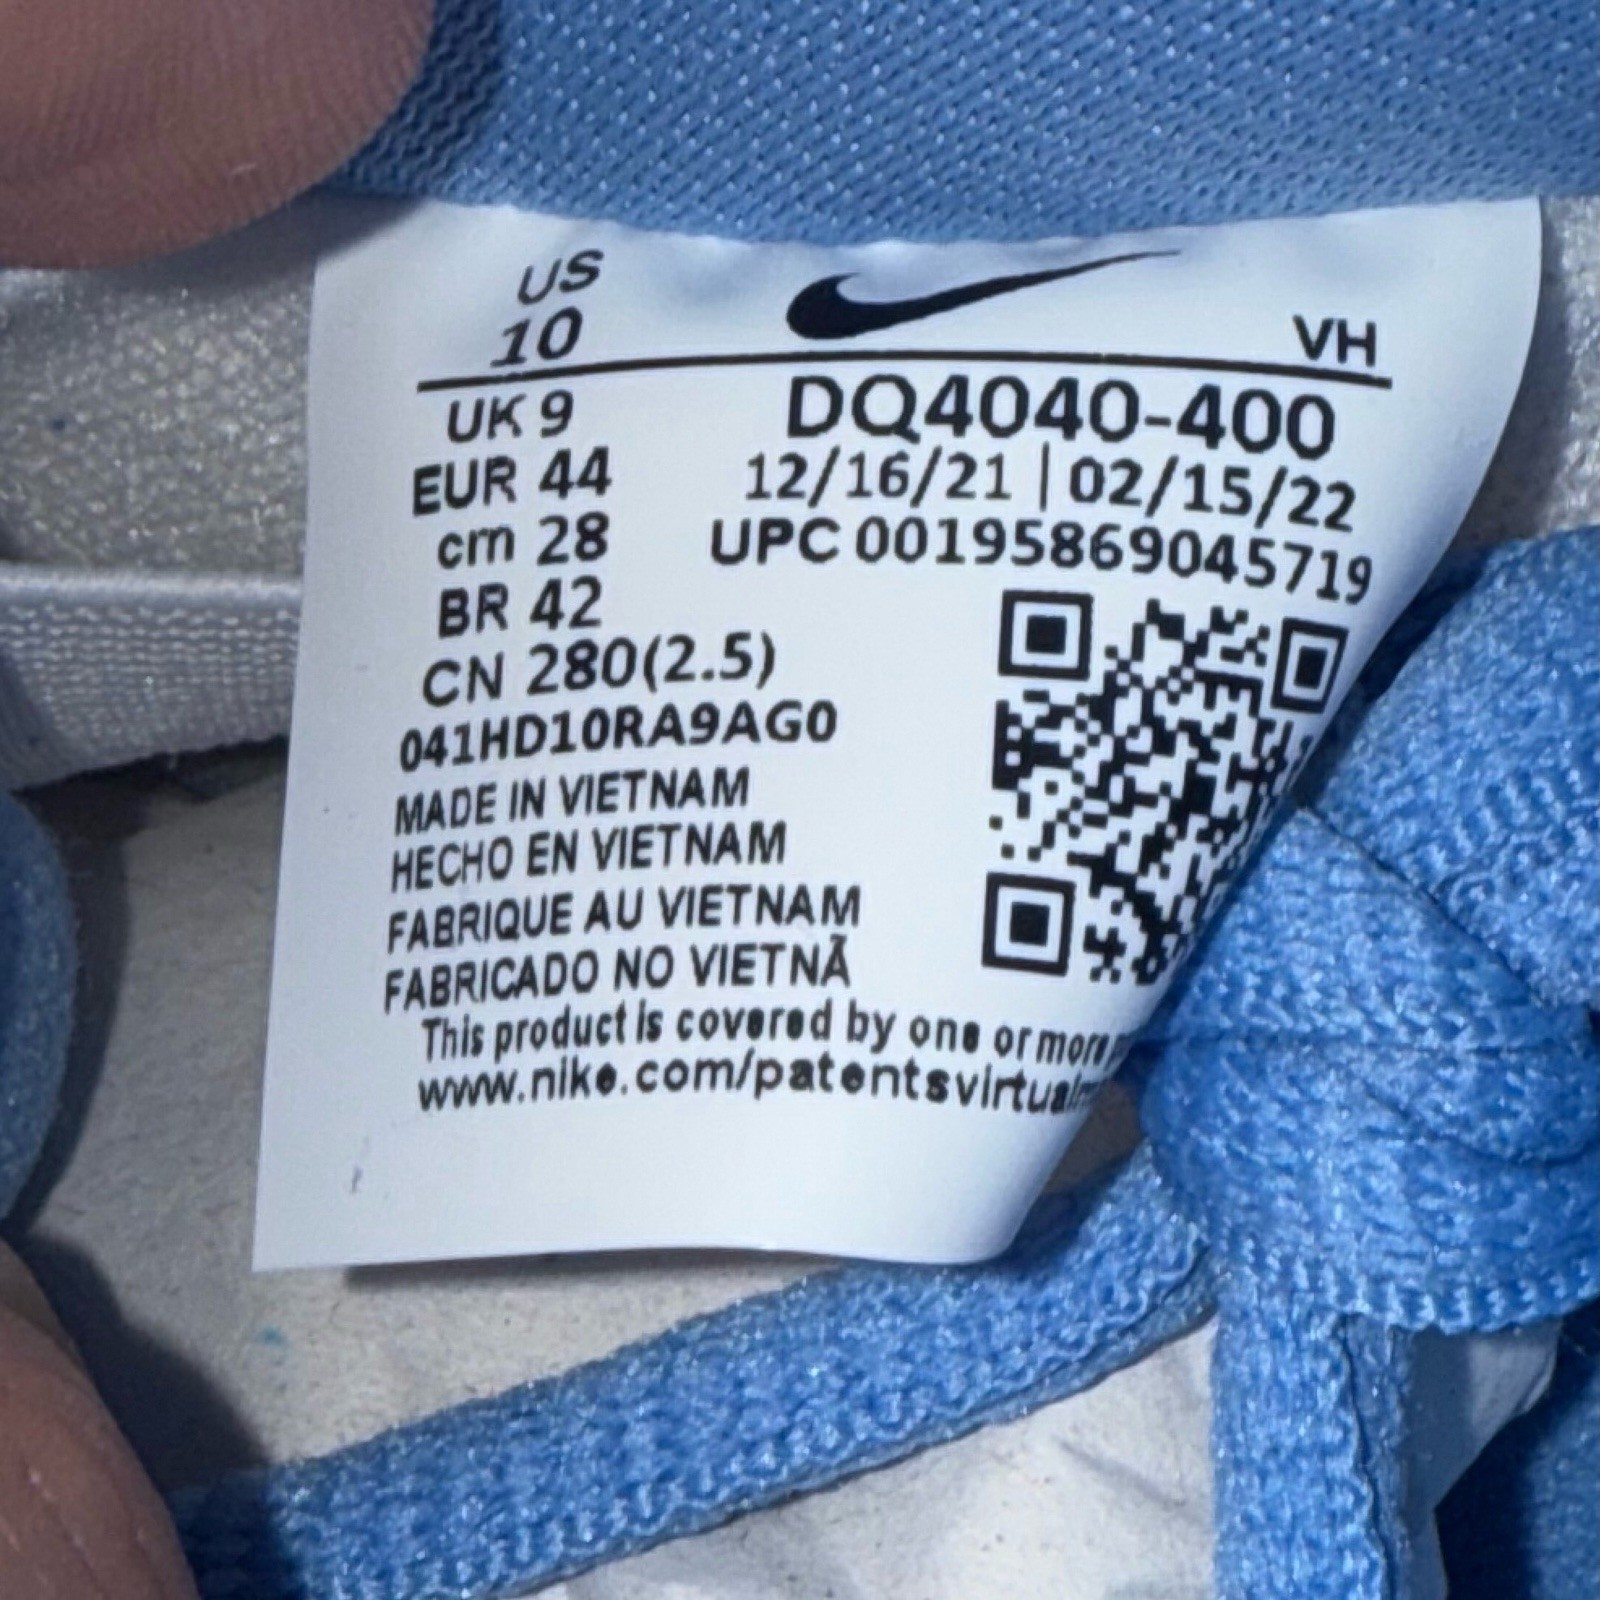 US
10
VH
UK 9
EUR 44
cm 28
BR 42
CN 280(2.5)
DQ4040-400
12/16/21 | 02/15/22
UPC 00195869045719
041HD10RA9AG0
MADE IN VIETNAM
HECHO EN VIETNAM
FABRIQUE AU VIETNAM
FABRICADO NO VIETNÃ
This product is covered by one or more
www.nike.com/patentsvirtual